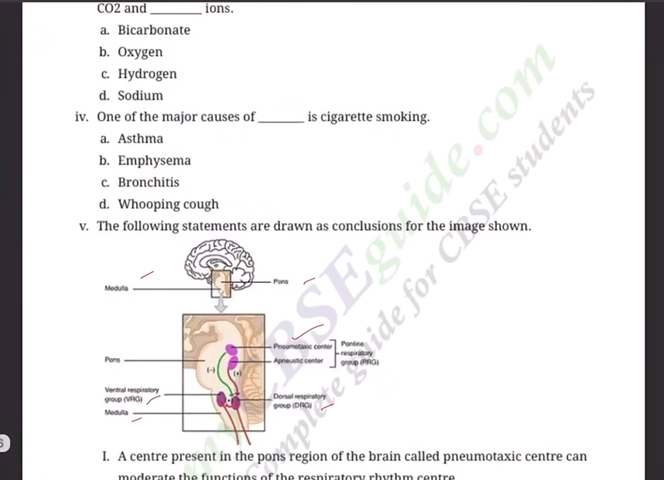 CO2 and ________ ions.
a. Bicarbonate
b. Oxygen
c. Hydrogen
d. Sodium
iv. One of the major causes of _______ is cigarette smoking.
a. Asthma
b. Emphysema
c. Bronchitis
d. Whooping cough
v. The following statements are drawn as conclusions for the image shown.
Medulla
Pons
Pneumotaxic center
Apneustic center
Pontine
respiratory
group (PRG)
Pons
(-)
(+)
Ventral respiratory
group (VRG)
Medulla
Dorsal respiratory
group (DRG)
I. A centre present in the pons region of the brain called pneumotaxic centre can
moderate the functions of the respiratory rhythm centre.
myCBSEguide.com
Complete guide for CBSE students
6